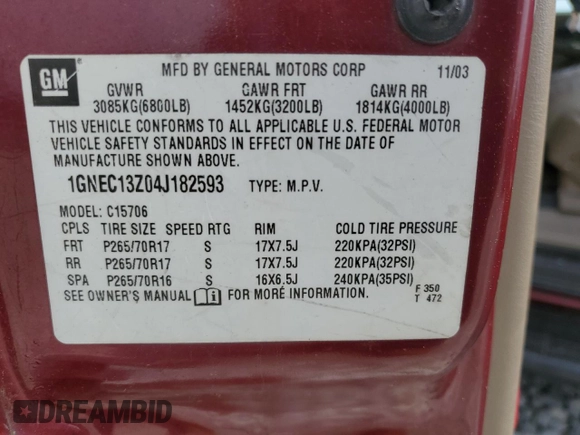 GM
MFD BY GENERAL MOTORS CORP 11/03
GVWR GAWR FRT GAWR RR
3085KG(6800LB) 1452KG(3200LB) 1814KG(4000LB)
THIS VEHICLE CONFORMS TO ALL APPLICABLE U.S. FEDERAL MOTOR
VEHICLE SAFETY STANDARDS IN EFFECT ON THE DATE OF
MANUFACTURE SHOWN ABOVE.
1GNEC13Z04J182593 TYPE: M.P.V.
MODEL: C15706
CPLS TIRE SIZE SPEED RTG RIM COLD TIRE PRESSURE
FRT P265/70R17 S 17X7.5J 220KPA(32PSI)
RR P265/70R17 S 17X7.5J 220KPA(32PSI)
SPA P265/70R16 S 16X6.5J 240KPA(35PSI)
SEE OWNER'S MANUAL i FOR MORE INFORMATION. F 350
T 472
DREAMBID